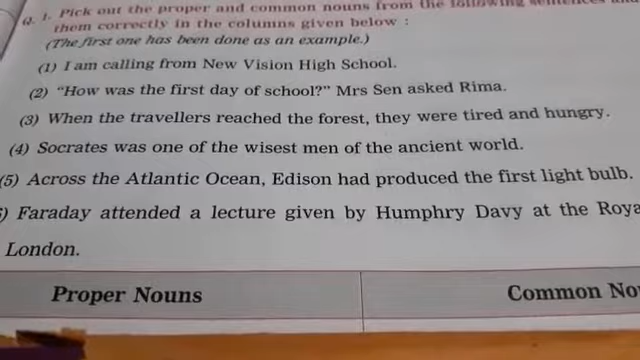 Q. 1. Pick out the proper and common nouns from the following sentences and
them correctly in the columns given below :
(The first one has been done as an example.)
(1) I am calling from New Vision High School.
(2) “How was the first day of school?” Mrs Sen asked Rima.
(3) When the travellers reached the forest, they were tired and hungry.
(4) Socrates was one of the wisest men of the ancient world.
(5) Across the Atlantic Ocean, Edison had produced the first light bulb.
) Faraday attended a lecture given by Humphry Davy at the Roya
London.
Proper Nouns
Common No